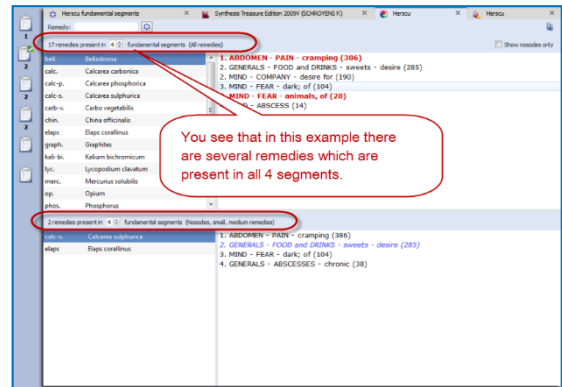 Herscu fundamental segments
Synthesis Treasure Edition 2009V (SCHROYENS F.)
Herscu
Herscu
Remedy:
17 remedies present in 4 fundamental segments (All remedies)
Show nosodes only
1
2
2
2
bell. Belladonna
calc. Calcarea carbonica
calc-p. Calcarea phosphorica
calc-s. Calcarea sulphurica
carb-v. Carbo vegetabilis
chin. China officinalis
elaps Elaps corallinus
graph. Graphites
kali-bi. Kalium bichromicum
lyc. Lycopodium clavatum
merc. Mercurius solubilis
op. Opium
phos. Phosphorus
1. ABDOMEN - PAIN - cramping (386)
2. GENERALS - FOOD and DRINKS - sweets - desire (285)
2. MIND - COMPANY - desire for (190)
3. MIND - FEAR - dark; of (104)
MIND - FEAR - animals, of (28)
- ABSCESS (14)
You see that in this example there
are several remedies which are
present in all 4 segments.
2 remedies present in 4 fundamental segments (Nosodes, small, medium remedies)
calc-s. Calcarea sulphurica
elaps Elaps corallinus
1. ABDOMEN - PAIN - cramping (386)
2. GENERALS - FOOD and DRINKS - sweets - desire (285)
3. MIND - FEAR - dark; of (104)
4. GENERALS - ABSCESSES - chronic (38)